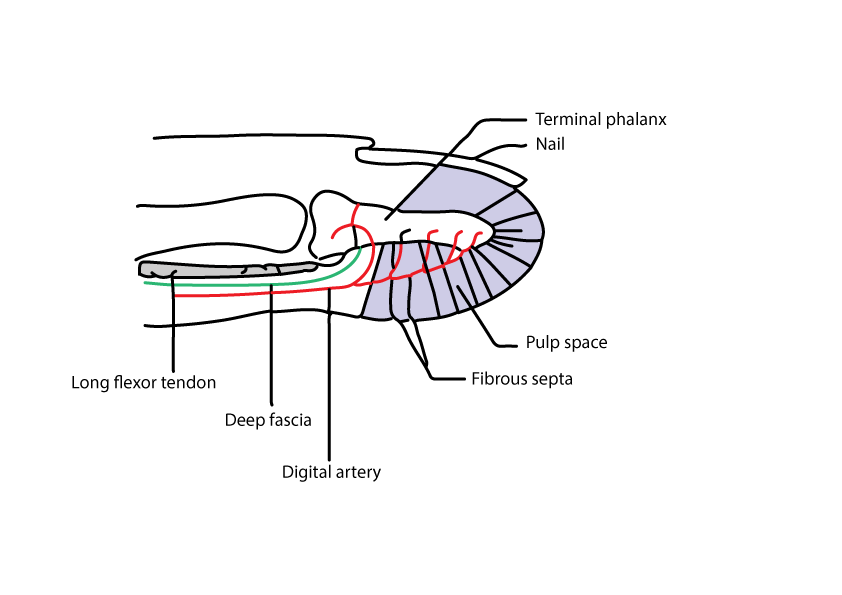 Terminal phalanx
Nail
Pulp space
Fibrous septa
Long flexor tendon
Deep fascia
Digital artery